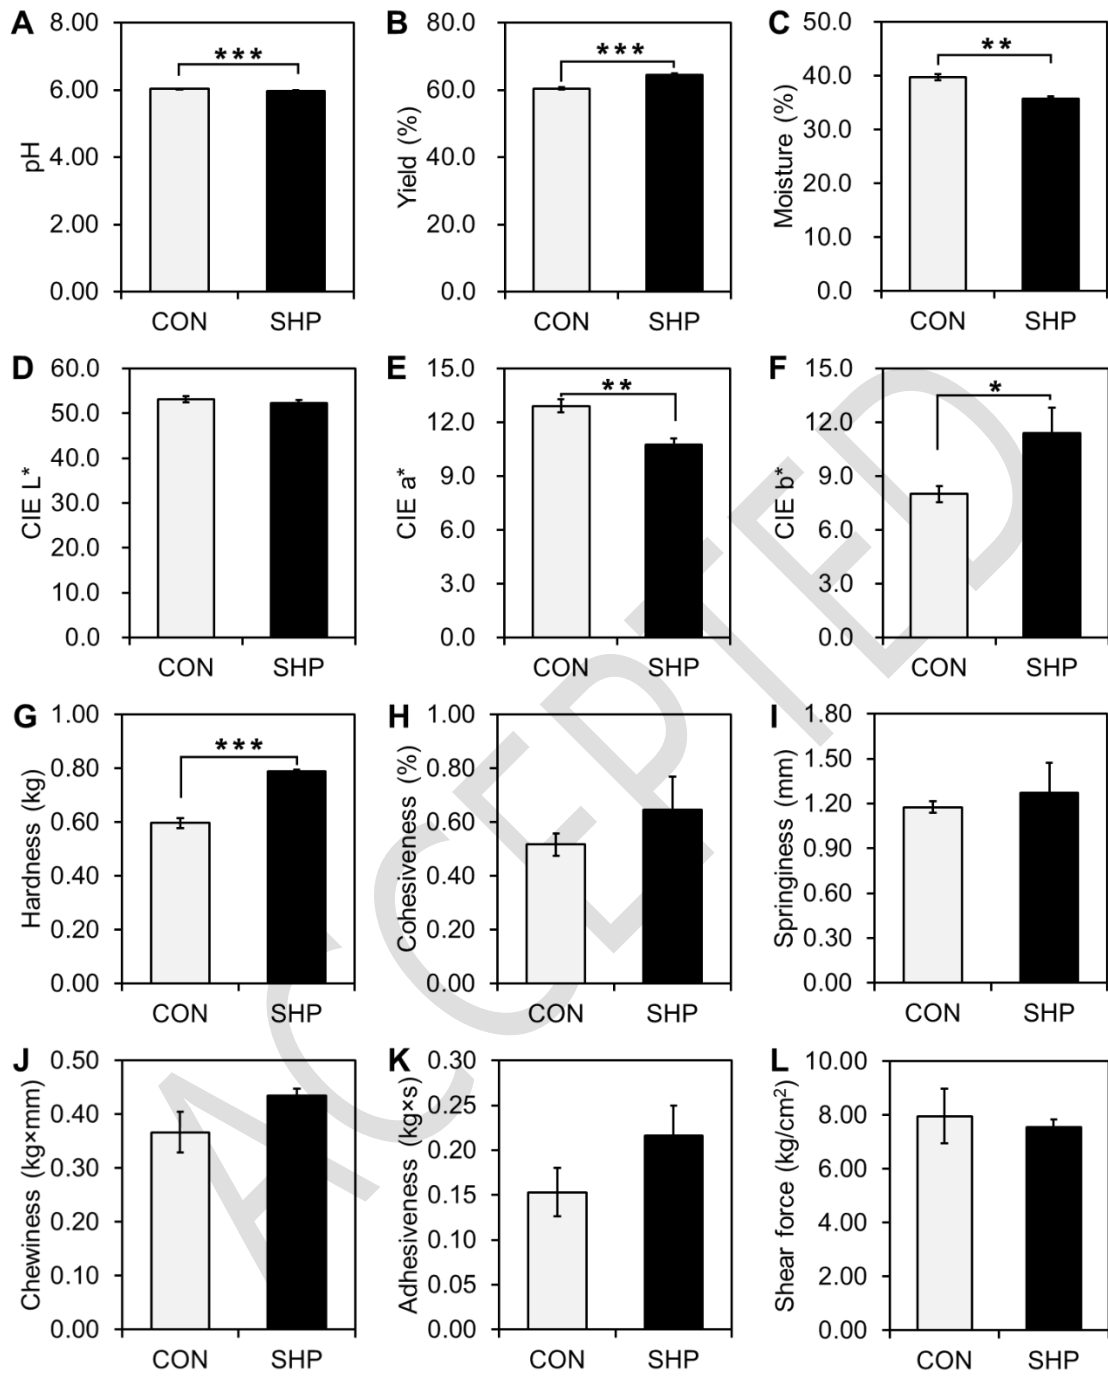 A
8.00
6.00
4.00
2.00
0.00
pH
***
CON SHP
B
80.0
60.0
40.0
20.0
0.0
Yield (%)
***
CON SHP
C
50.0
40.0
30.0
20.0
10.0
0.0
Moisture (%)
**
CON SHP
D
60.0
50.0
40.0
30.0
20.0
10.0
0.0
CIE L*
CON SHP
E
15.0
12.0
9.0
6.0
3.0
0.0
CIE a*
**
CON SHP
F
15.0
12.0
9.0
6.0
3.0
0.0
CIE b*
*
CON SHP
G
1.00
0.80
0.60
0.40
0.20
0.00
Hardness (kg)
***
CON SHP
H
1.00
0.80
0.60
0.40
0.20
0.00
Cohesiveness (%)
CON SHP
I
1.80
1.50
1.20
0.90
0.60
0.30
0.00
Springiness (mm)
CON SHP
J
0.50
0.40
0.30
0.20
0.10
0.00
Chewiness (kg×mm)
CON SHP
K
0.30
0.25
0.20
0.15
0.10
0.05
0.00
Adhesiveness (kg×s)
CON SHP
L
10.00
8.00
6.00
4.00
2.00
0.00
Shear force (kg/cm²)
CON SHP
ACCEPTED